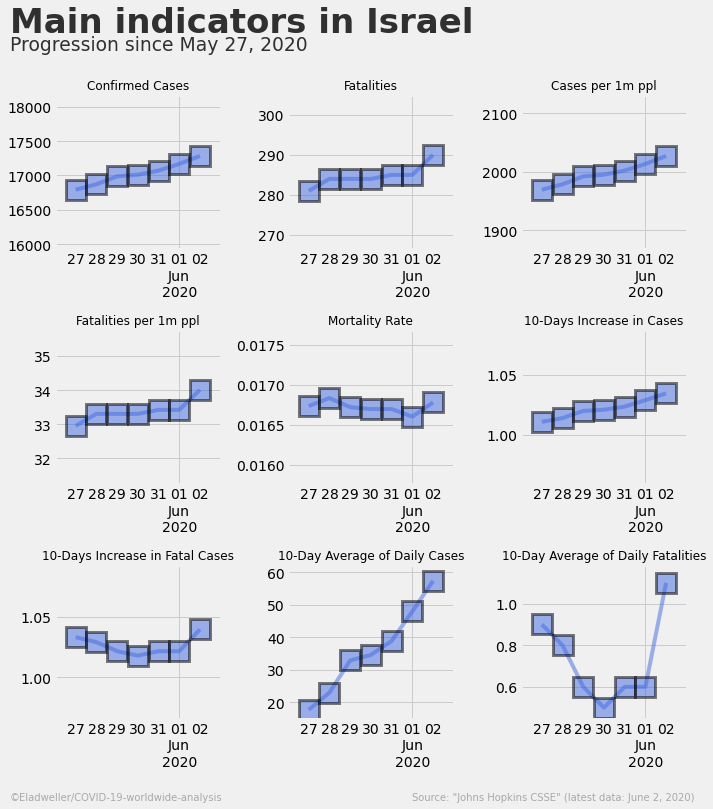 Main indicators in Israel
Progression since May 27, 2020
Confirmed Cases
18000
17500
17000
16500
16000
27 28 29 30 31 01 02
Jun
2020
Fatalities
300
290
280
270
27 28 29 30 31 01 02
Jun
2020
Cases per 1m ppl
2100
2000
1900
27 28 29 30 31 01 02
Jun
2020
Fatalities per 1m ppl
35
34
33
32
27 28 29 30 31 01 02
Jun
2020
Mortality Rate
0.0175
0.0170
0.0165
0.0160
27 28 29 30 31 01 02
Jun
2020
10-Days Increase in Cases
1.05
1.00
27 28 29 30 31 01 02
Jun
2020
10-Days Increase in Fatal Cases
1.05
1.00
27 28 29 30 31 01 02
Jun
2020
10-Day Average of Daily Cases
60
50
40
30
20
27 28 29 30 31 01 02
Jun
2020
10-Day Average of Daily Fatalities
1.0
0.8
0.6
27 28 29 30 31 01 02
Jun
2020
©Eladweller/COVID-19-worldwide-analysis
Source: "Johns Hopkins CSSE" (latest data: June 2, 2020)